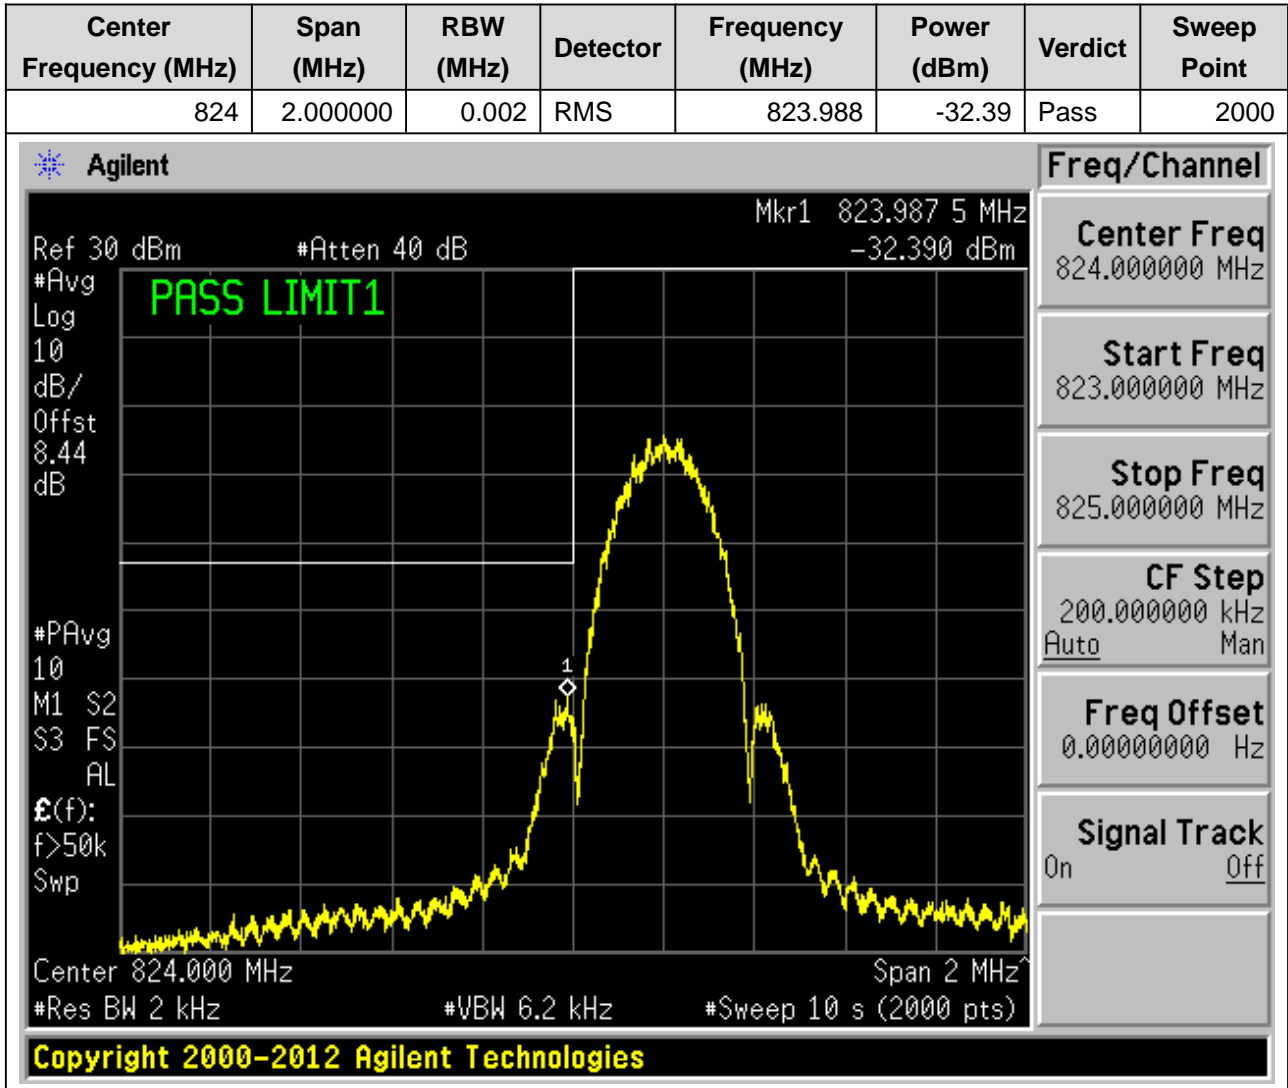 Center Frequency (MHz) Span (MHz) RBW (MHz) Detector Frequency (MHz) Power (dBm) Verdict Sweep Point
824 2.000000 0.002 RMS 823.988 -32.39 Pass 2000
Agilent
Freq/Channel
Mkr1 823.987 5 MHz
Ref 30 dBm #Atten 40 dB -32.390 dBm
#Avg
Log
10
dB/
Offst
8.44
dB
PASS LIMIT1
#PAvg
10
M1 S2
S3 FS
AL
£(f):
f>50k
Swp
1
Center 824.000 MHz Span 2 MHz^
#Res BW 2 kHz #VBW 6.2 kHz #Sweep 10 s (2000 pts)
Center Freq
824.000000 MHz
Start Freq
823.000000 MHz
Stop Freq
825.000000 MHz
CF Step
200.000000 kHz
Auto Man
Freq Offset
0.00000000 Hz
Signal Track
On Off
Copyright 2000-2012 Agilent Technologies